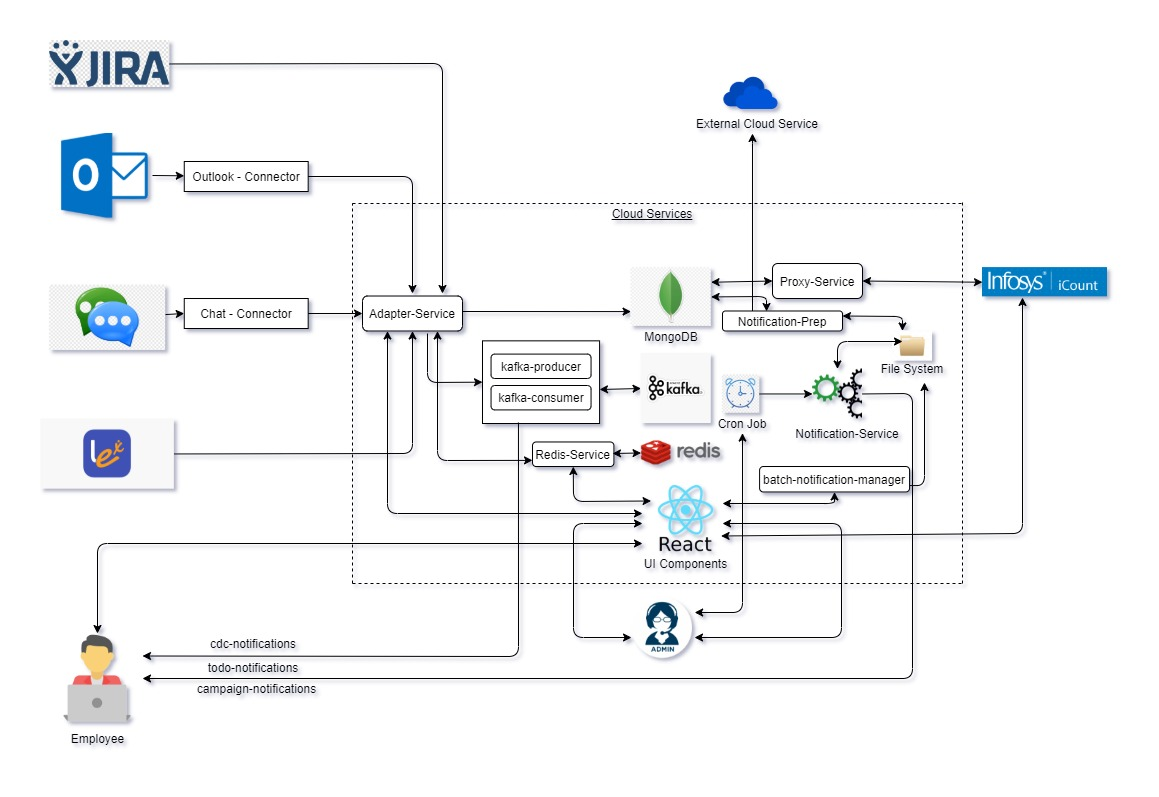 JIRA
External Cloud Service
O
Outlook - Connector
Cloud Services
Infosys® | iCount
Proxy-Service
Chat - Connector
Adapter-Service
Notification-Prep
MongoDB
File System
kafka-producer
kafka-consumer
kafka
Cron Job
Notification-Service
Lex
Redis-Service
redis
batch-notification-manager
React
UI Components
ADMIN
cdc-notifications
todo-notifications
campaign-notifications
Employee